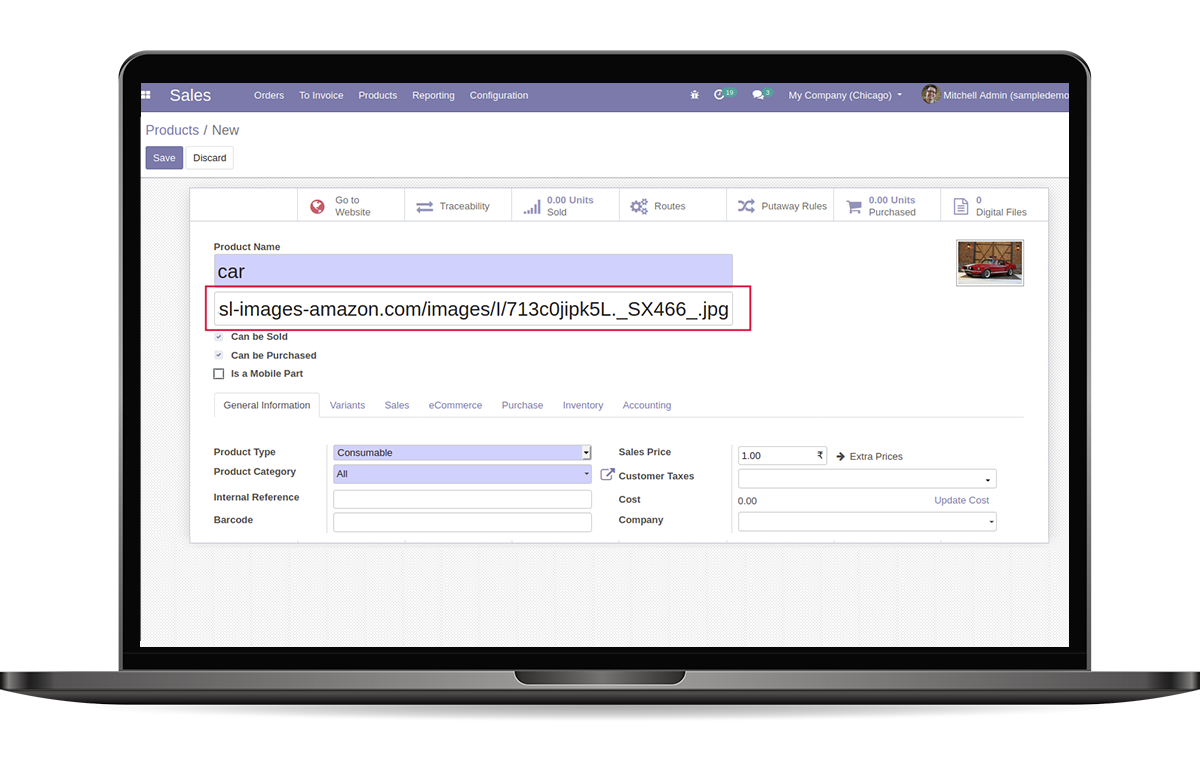 Sales Orders To Invoice Products Reporting Configuration 19 3 My Company (Chicago) Mitchell Admin (sampledemo
Products / New
Save Discard
Go to Website Traceability 0.00 Units Sold Routes Putaway Rules 0.00 Units Purchased 0 Digital Files
Product Name
car
sl-images-amazon.com/images/I/713c0jipk5L._SX466_.jpg
Can be Sold
Can be Purchased
Is a Mobile Part
General Information Variants Sales eCommerce Purchase Inventory Accounting
Product Type Consumable Sales Price 1.00 ₹ Extra Prices
Product Category All Customer Taxes
Internal Reference Cost 0.00 Update Cost
Barcode Company